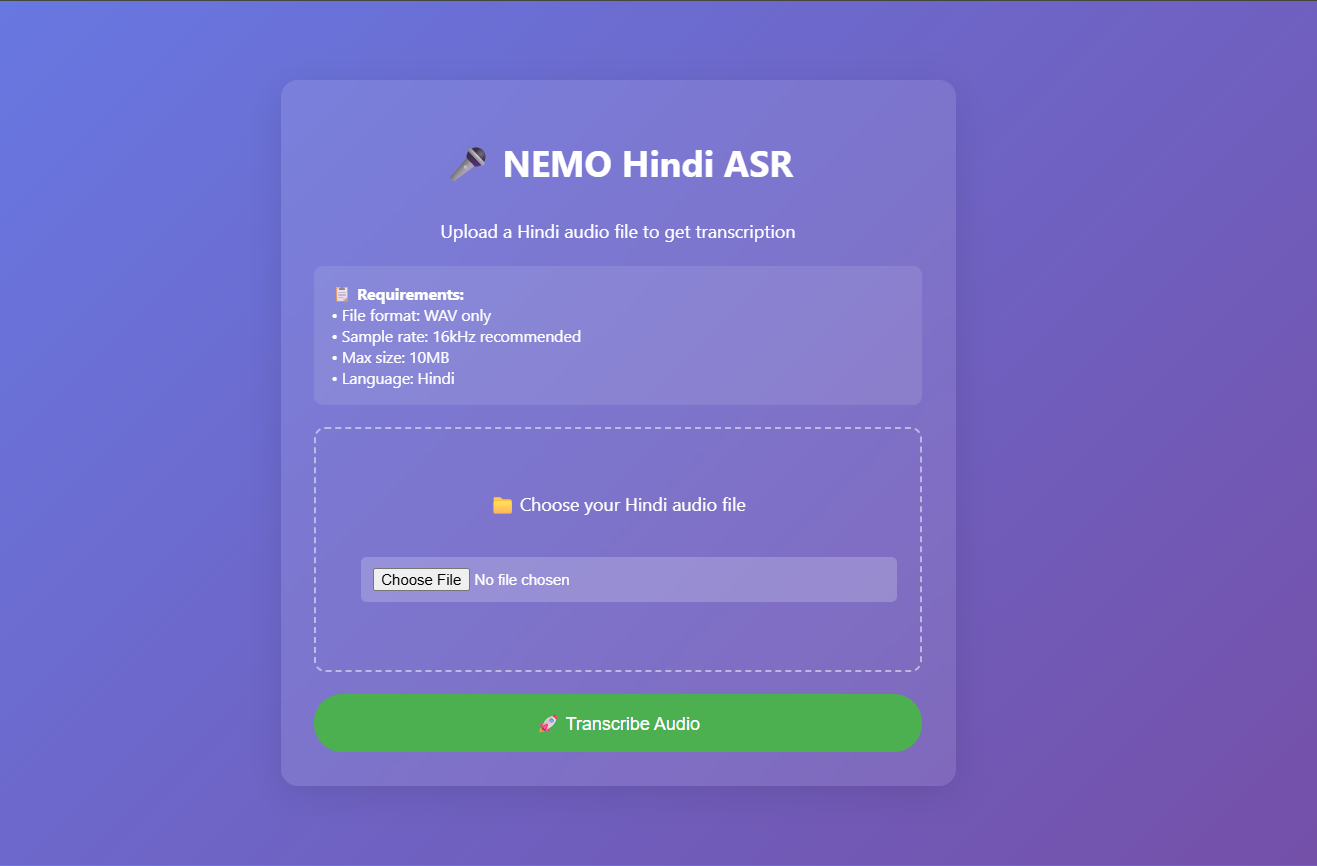 🎤 NEMO Hindi ASR
Upload a Hindi audio file to get transcription
📋 Requirements:
• File format: WAV only
• Sample rate: 16kHz recommended
• Max size: 10MB
• Language: Hindi
📁 Choose your Hindi audio file
Choose File No file chosen
🚀 Transcribe Audio